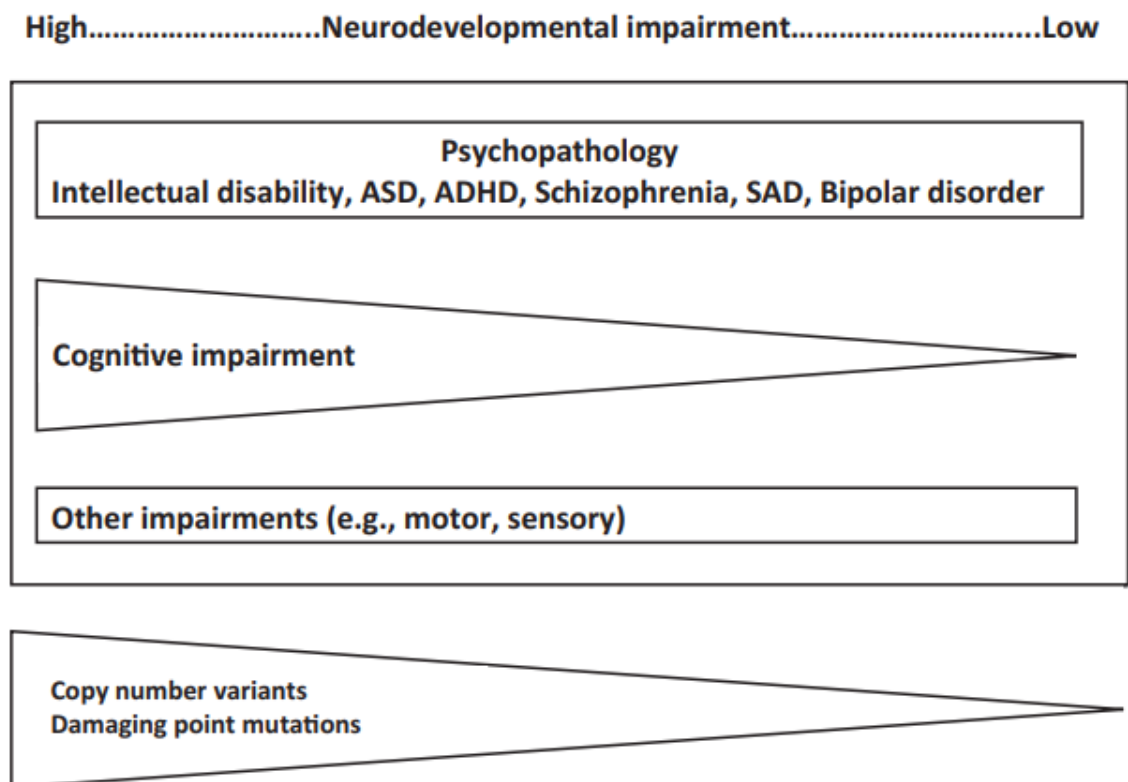 High…………………………..Neurodevelopmental impairment………………………....Low
Psychopathology
Intellectual disability, ASD, ADHD, Schizophrenia, SAD, Bipolar disorder
Cognitive impairment
Other impairments (e.g., motor, sensory)
Copy number variants
Damaging point mutations